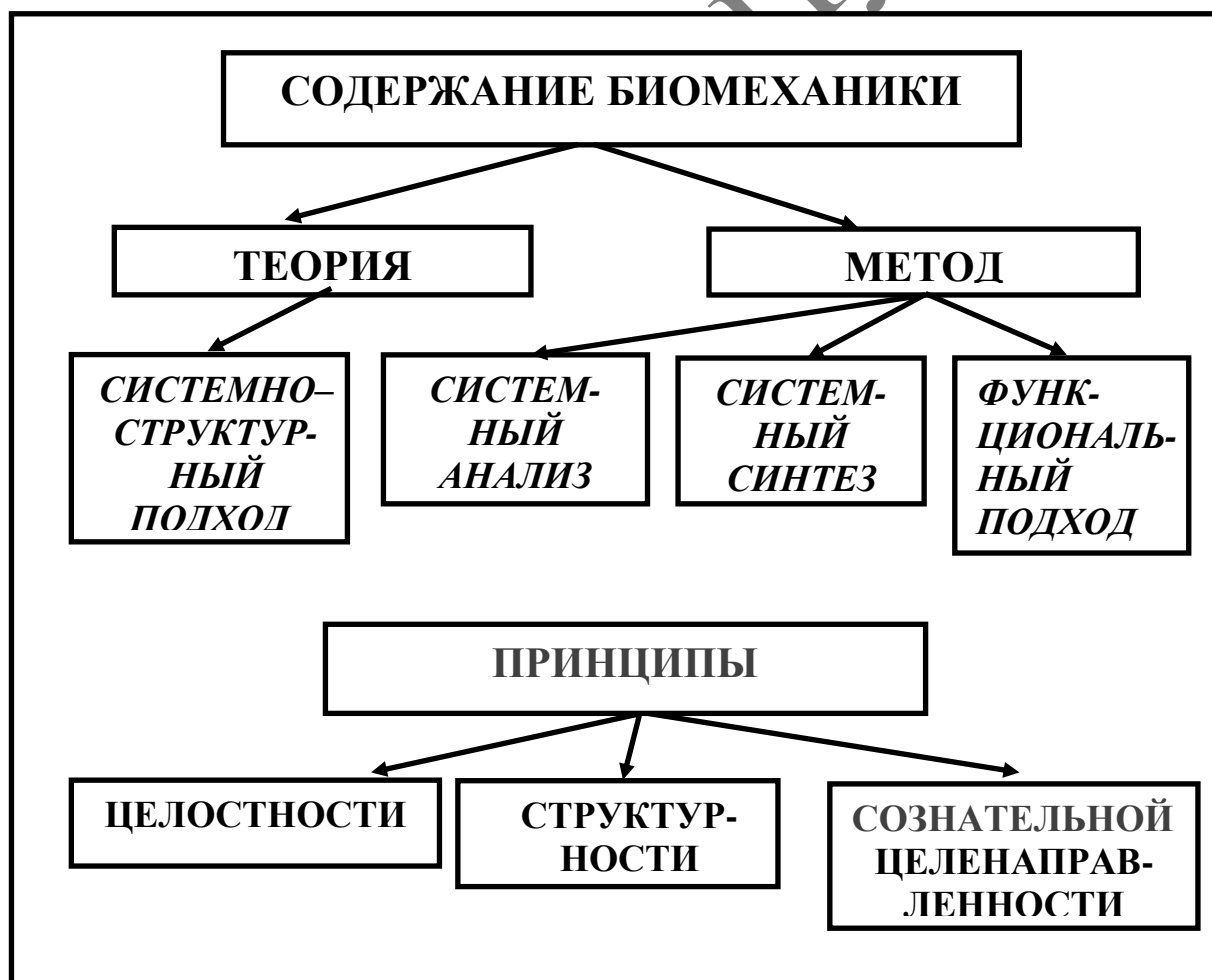 СОДЕРЖАНИЕ БИОМЕХАНИКИ
ТЕОРИЯ
МЕТОД
СИСТЕМНО–
СТРУКТУР-
НЫЙ
ПОДХОД
СИСТЕМ-
НЫЙ
АНАЛИЗ
СИСТЕМ-
НЫЙ
СИНТЕЗ
ФУНК-
ЦИОНАЛЬ-
НЫЙ
ПОДХОД
ПРИНЦИПЫ
ЦЕЛОСТНОСТИ
СТРУКТУР-
НОСТИ
СОЗНАТЕЛЬНОЙ
ЦЕЛЕНАПРАВ-
ЛЕННОСТИ